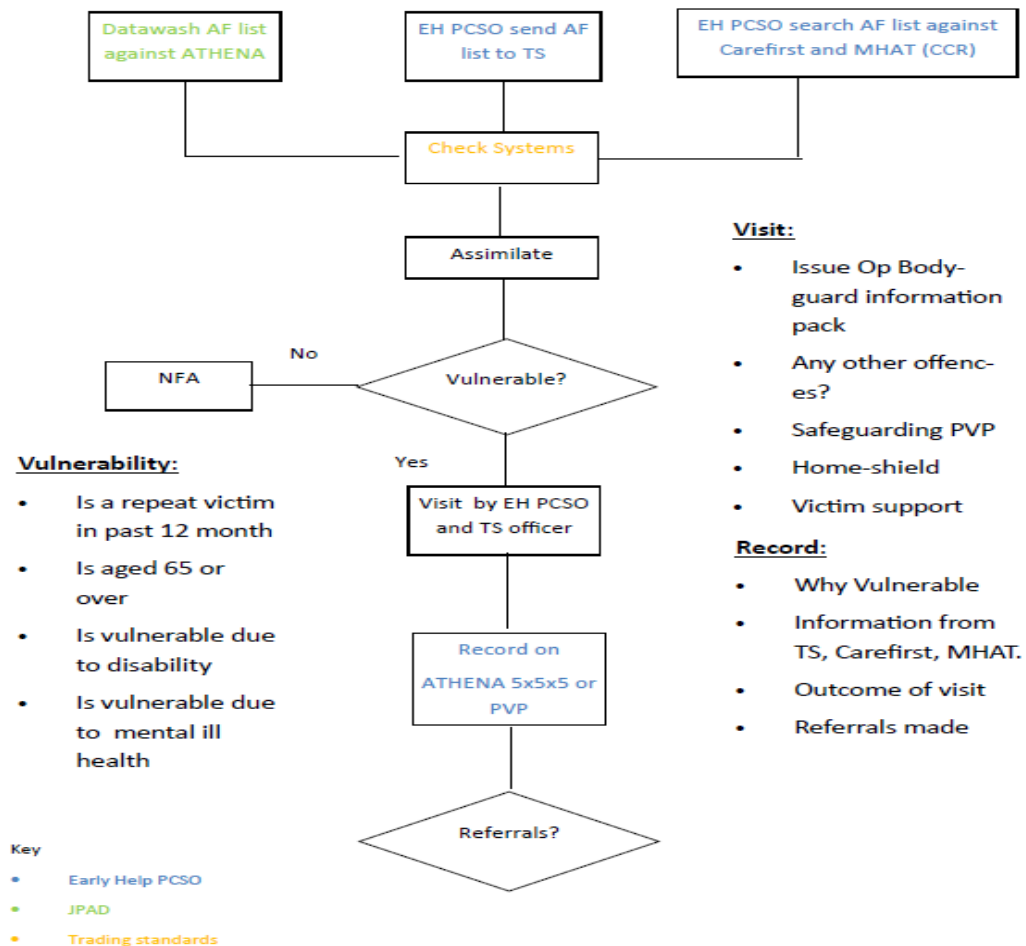 Datawash AF list
against ATHENA
EH PCSO send AF
list to TS
EH PCSO search AF list against
Carefirst and MHAT (CCR)
Check Systems
Assimilate
Vulnerable?
No
NFA
Yes
Visit by EH PCSO
and TS officer
Record on
ATHENA 5x5x5 or
PVP
Referrals?
Vulnerability:
• Is a repeat victim
in past 12 month
• Is aged 65 or
over
• Is vulnerable due
to disability
• Is vulnerable due
to mental ill
health
Visit:
• Issue Op Body-
guard information
pack
• Any other offenc-
es?
• Safeguarding PVP
• Home-shield
• Victim support
Record:
• Why Vulnerable
• Information from
TS, Carefirst, MHAT.
• Outcome of visit
• Referrals made
Key
• Early Help PCSO
• JPAD
• Trading standards